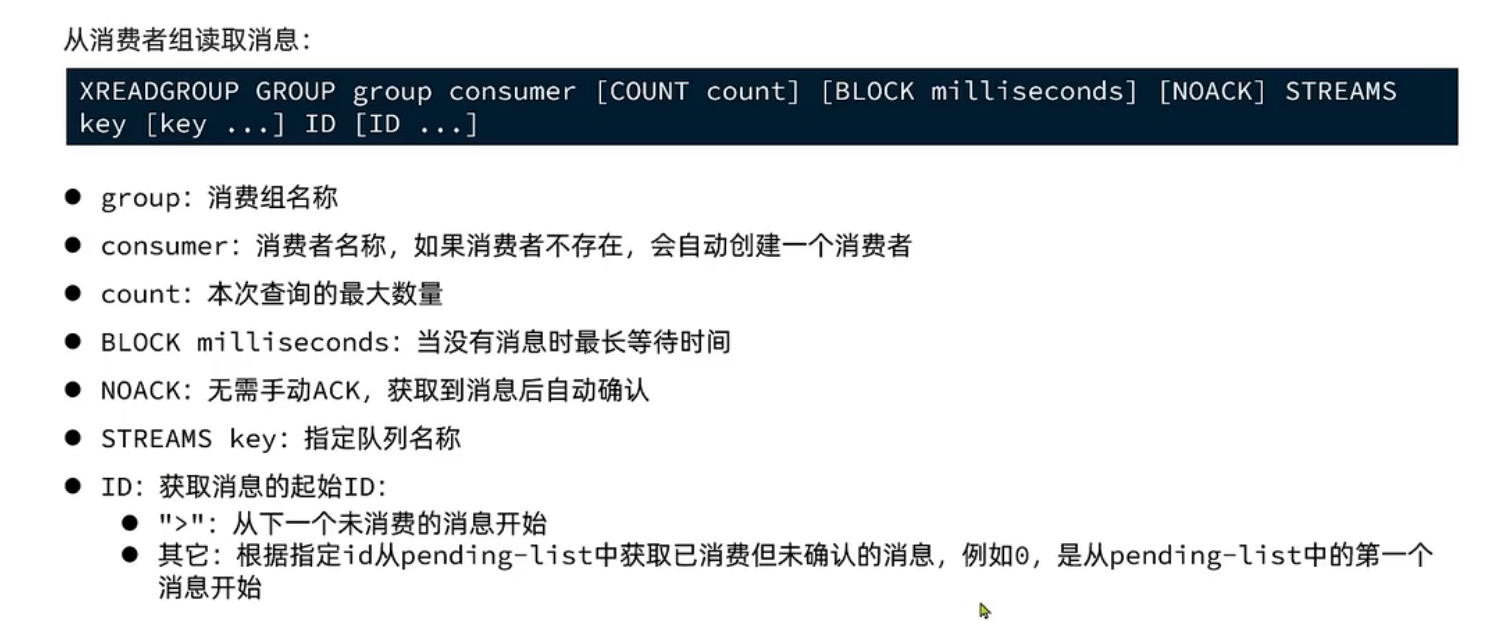 从消费者组读取消息：
XREADGROUP GROUP group consumer [COUNT count] [BLOCK milliseconds] [NOACK] STREAMS
key [key ...] ID [ID ...]
● group：消费组名称
● consumer：消费者名称，如果消费者不存在，会自动创建一个消费者
● count：本次查询的最大数量
● BLOCK milliseconds：当没有消息时最长等待时间
● NOACK：无需手动ACK，获取到消息后自动确认
● STREAMS key：指定队列名称
● ID：获取消息的起始ID：
● ">"：从下一个未消费的消息开始
● 其它：根据指定id从pending-list中获取已消费但未确认的消息，例如0，是从pending-list中的第一个
消息开始